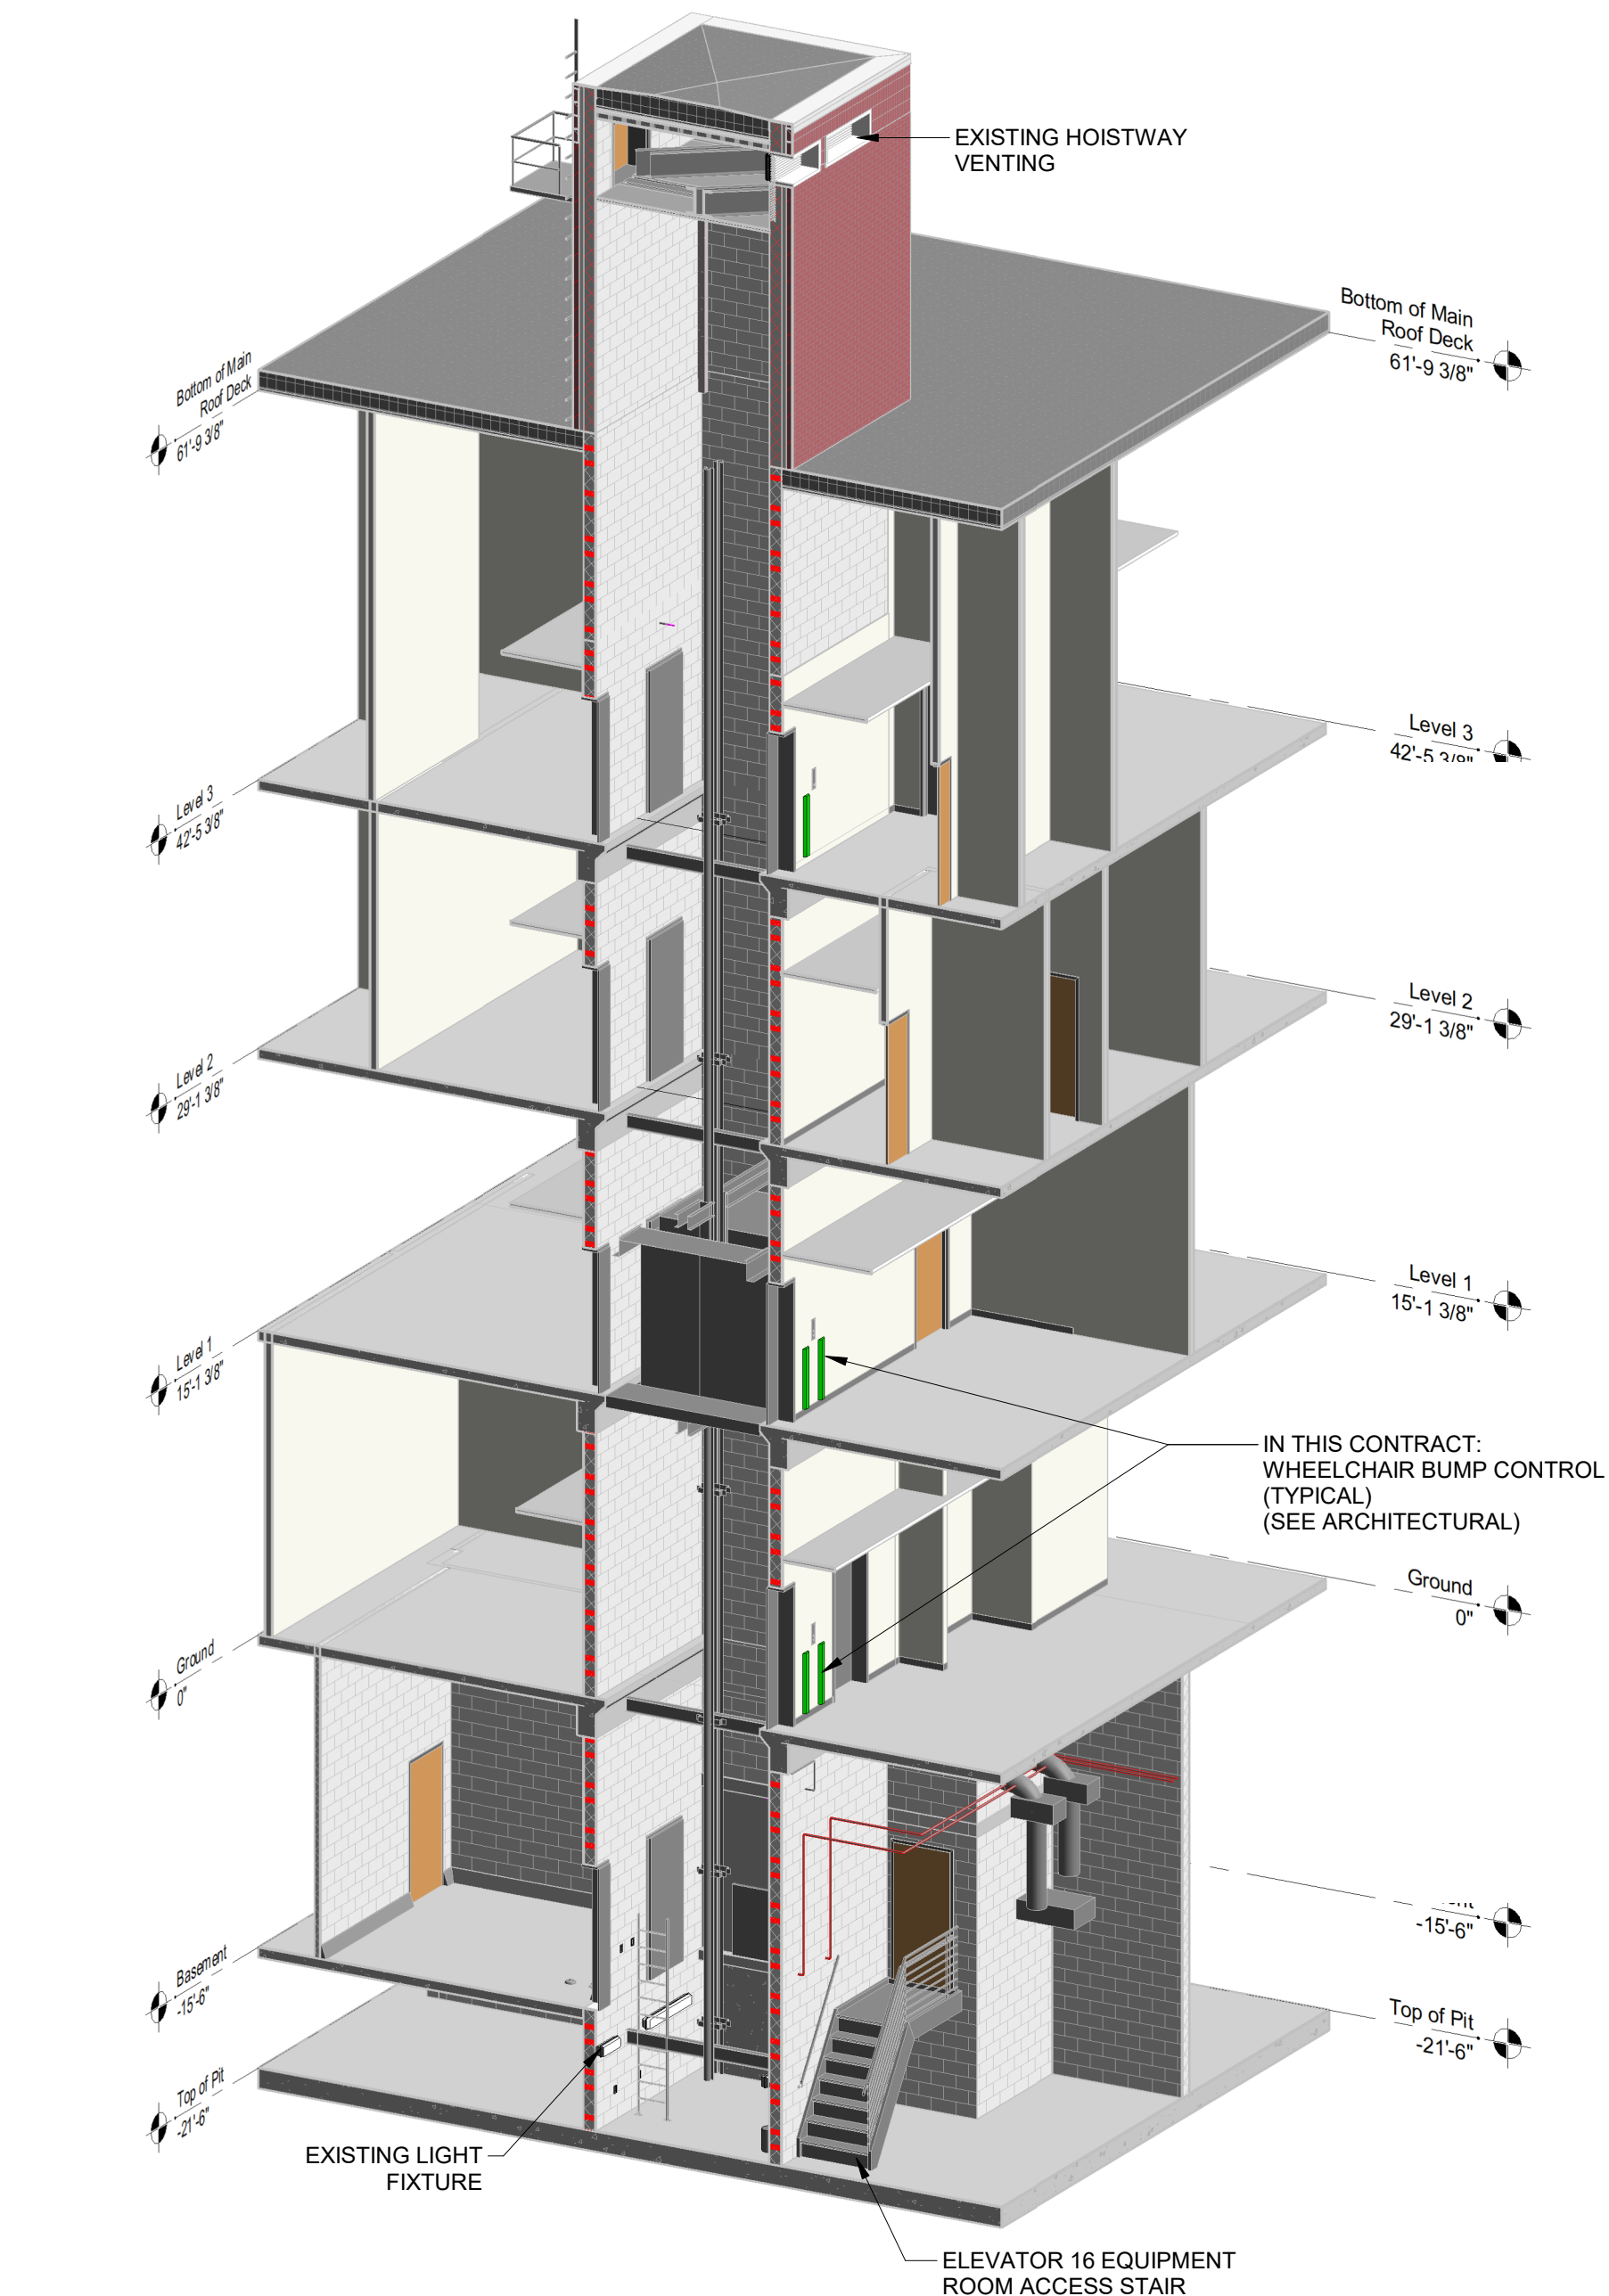 EXISTING HOISTWAY
VENTING
Bottom of Main
Roof Deck
61'-9 3/8"
Bottom of Main
Roof Deck
61'-9 3/8"
Level 3
42'-5 3/8"
Level 3
42'-5 3/8"
Level 2
29'-1 3/8"
Level 2
29'-1 3/8"
Level 1
15'-1 3/8"
Level 1
15'-1 3/8"
IN THIS CONTRACT:
WHEELCHAIR BUMP CONTROL
(TYPICAL)
(SEE ARCHITECTURAL)
Ground
0"
Ground
0"
-15'-6"
Basement
-15'-6"
Top of Pit
-21'-6"
Top of Pit
-21'-6"
EXISTING LIGHT
FIXTURE
ELEVATOR 16 EQUIPMENT
ROOM ACCESS STAIR